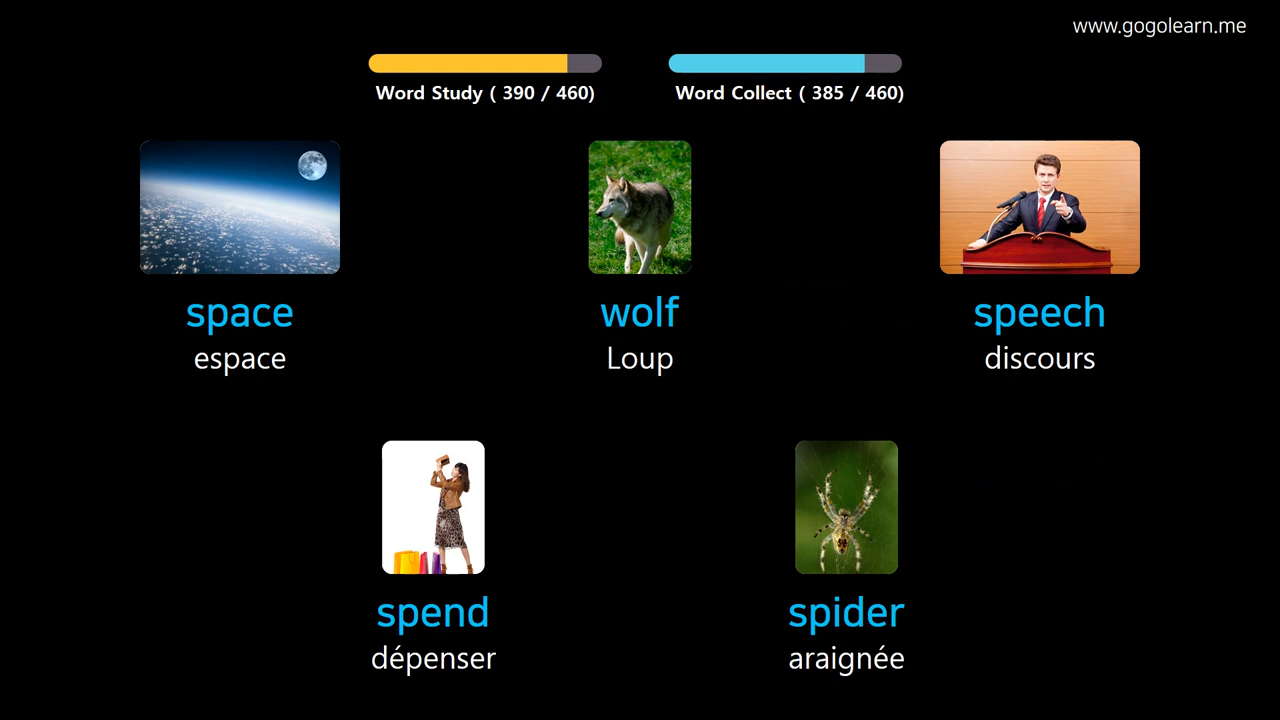 www.gogolearn.me
Word Study ( 390 / 460)
Word Collect ( 385 / 460)
space
espace
wolf
Loup
speech
discours
spend
dépenser
spider
araignée